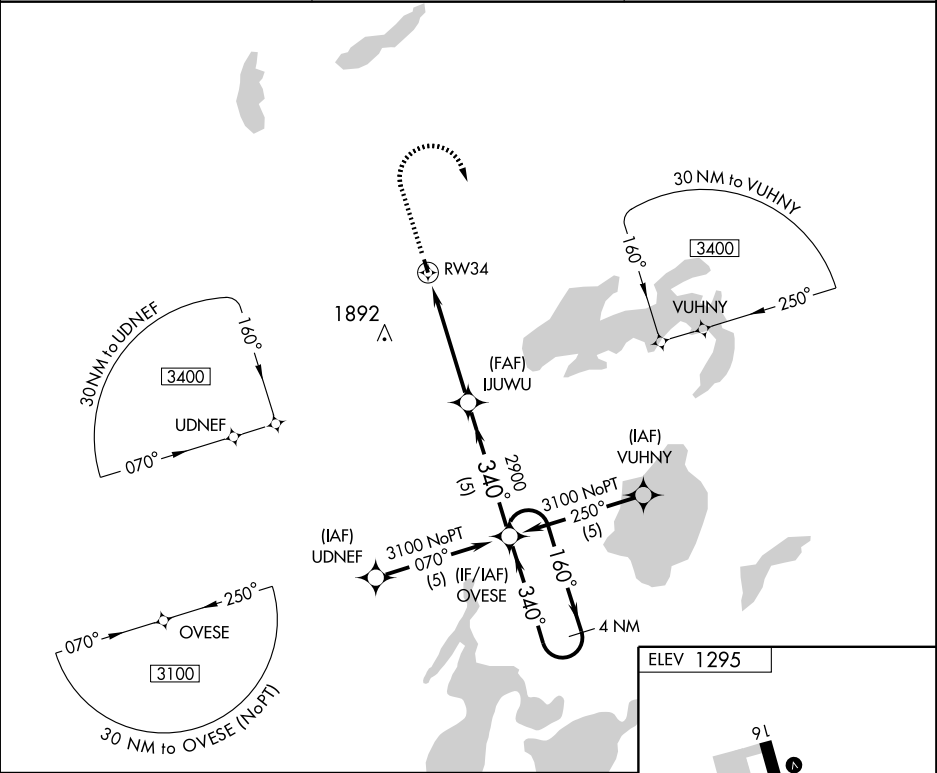 RW34
1892
(FAF)
IJUWU
30 NM to VUHNY
3400
160°
VUHNY
250°
30 NM to UDNEF
3400
160°
UDNEF
070°
2900
340°
(5)
(IAF)
VUHNY
3100 NoPT
250°
(5)
(IAF)
UDNEF
3100 NoPT
070°
(5)
(IF/IAF)
OVESE
340°
160°
4 NM
070°
250°
OVESE
3100
30 NM to OVESE (NoPT)
ELEV 1295
16